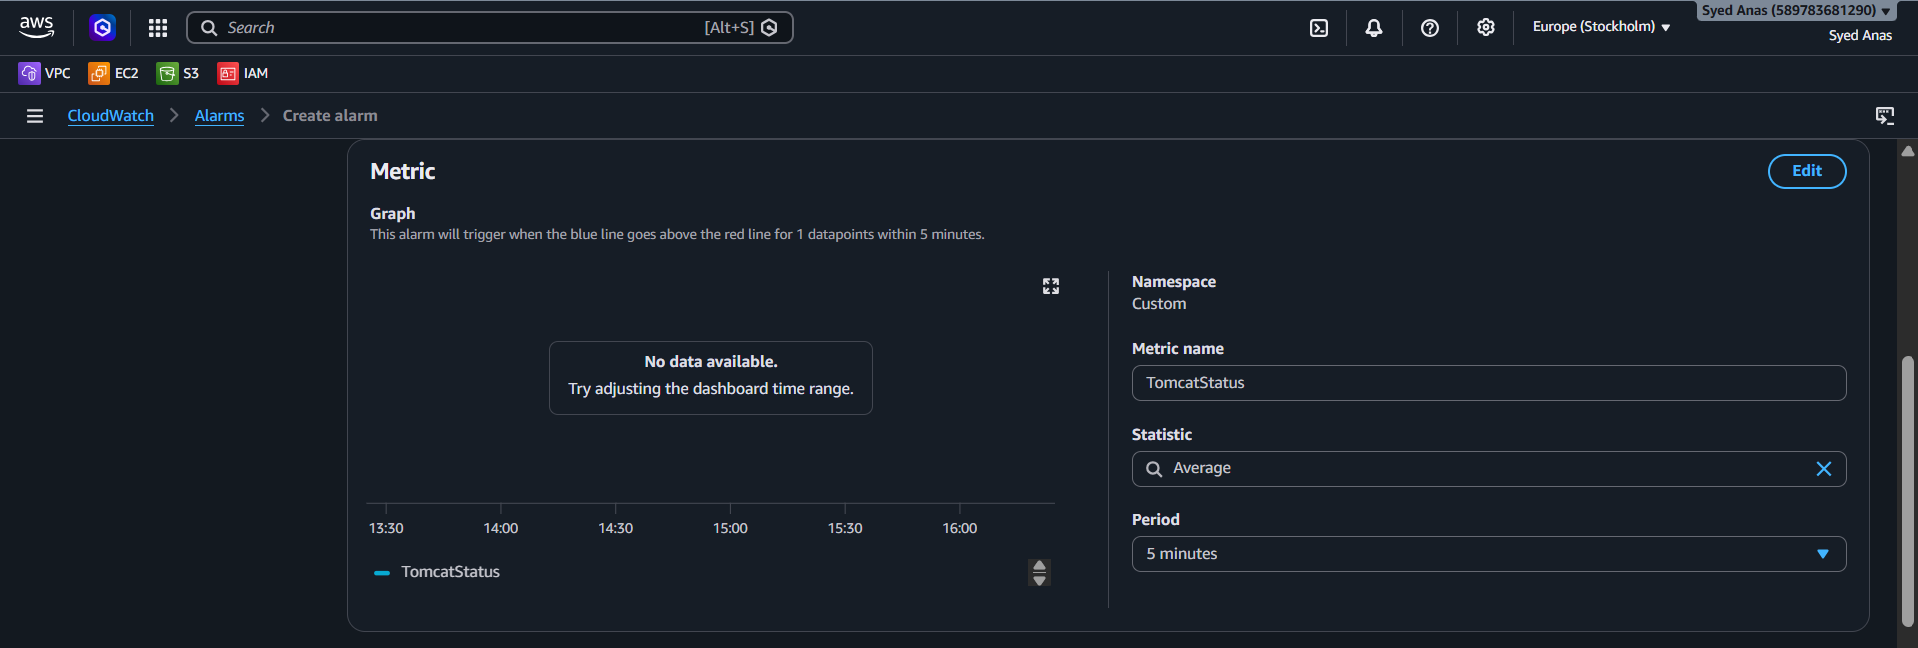 aws
Search
[Alt+S]
Europe (Stockholm)
Syed Anas (589783681290)
Syed Anas
VPC
EC2
S3
IAM
CloudWatch
Alarms
Create alarm
Metric
Edit
Graph
This alarm will trigger when the blue line goes above the red line for 1 datapoints within 5 minutes.
No data available.
Try adjusting the dashboard time range.
13:30
14:00
14:30
15:00
15:30
16:00
TomcatStatus
Namespace
Custom
Metric name
TomcatStatus
Statistic
Average
Period
5 minutes